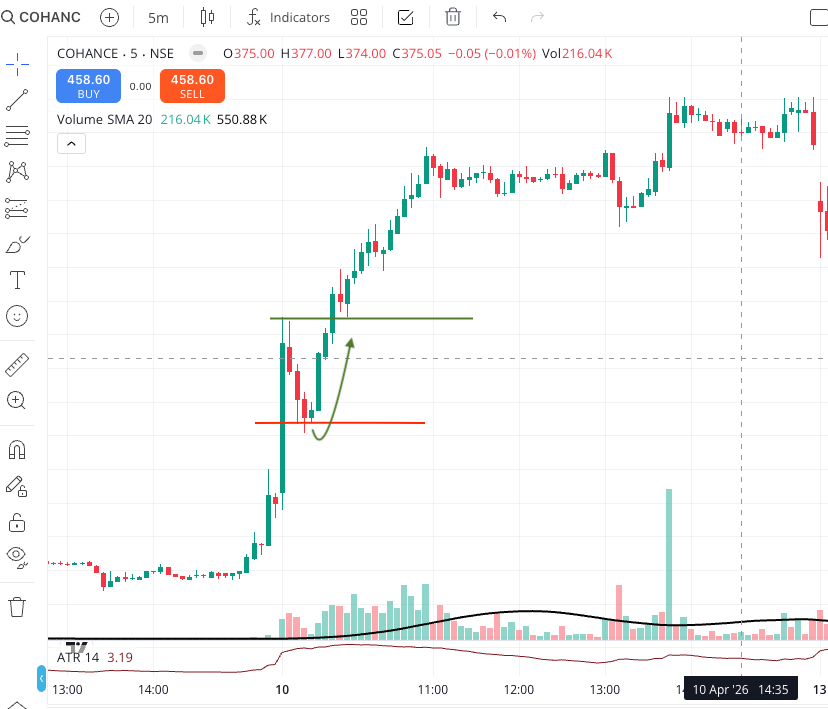 COHANC
5m
Indicators
COHANCE · 5 · NSE
O375.00 H377.00 L374.00 C375.05 −0.05 (−0.01%) Vol216.04 K
458.60
BUY
0.00
458.60
SELL
Volume SMA 20 216.04 K 550.88 K
ATR 14 3.19
13:00
14:00
10
11:00
12:00
13:00
10 Apr '26 14:35
13